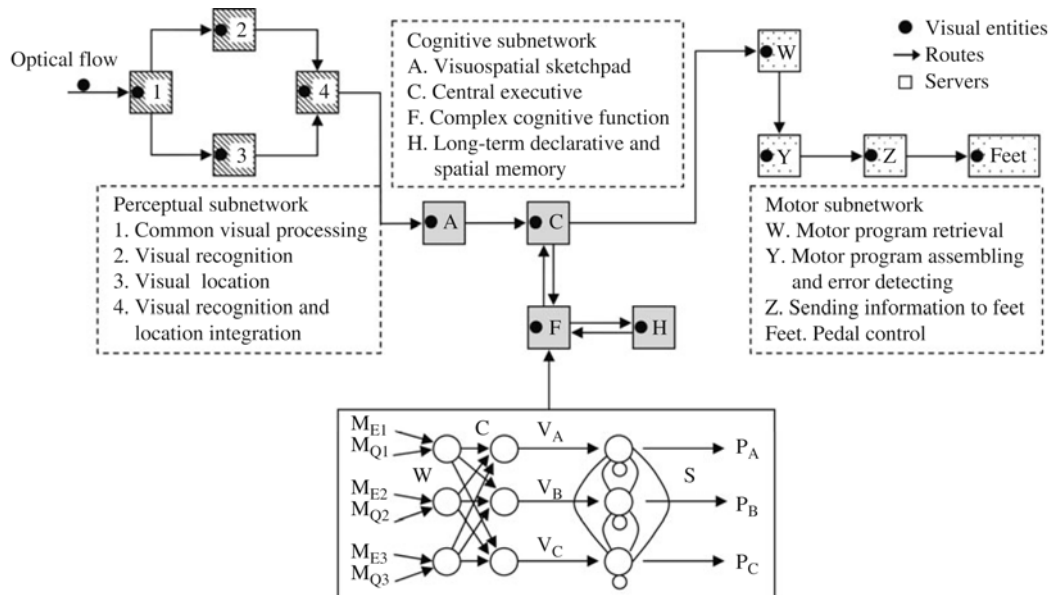 Optical flow
1
2
3
4
Perceptual subnetwork
1. Common visual processing
2. Visual recognition
3. Visual location
4. Visual recognition and
location integration
Cognitive subnetwork
A. Visuospatial sketchpad
C. Central executive
F. Complex cognitive function
H. Long-term declarative and
spatial memory
A
C
F
H
W
Y
Z
Feet
Visual entities
Routes
Servers
Motor subnetwork
W. Motor program retrieval
Y. Motor program assembling
and error detecting
Z. Sending information to feet
Feet. Pedal control
M_E1
M_Q1
M_E2
M_Q2
M_E3
M_Q3
W
C
V_A
V_B
V_C
S
P_A
P_B
P_C